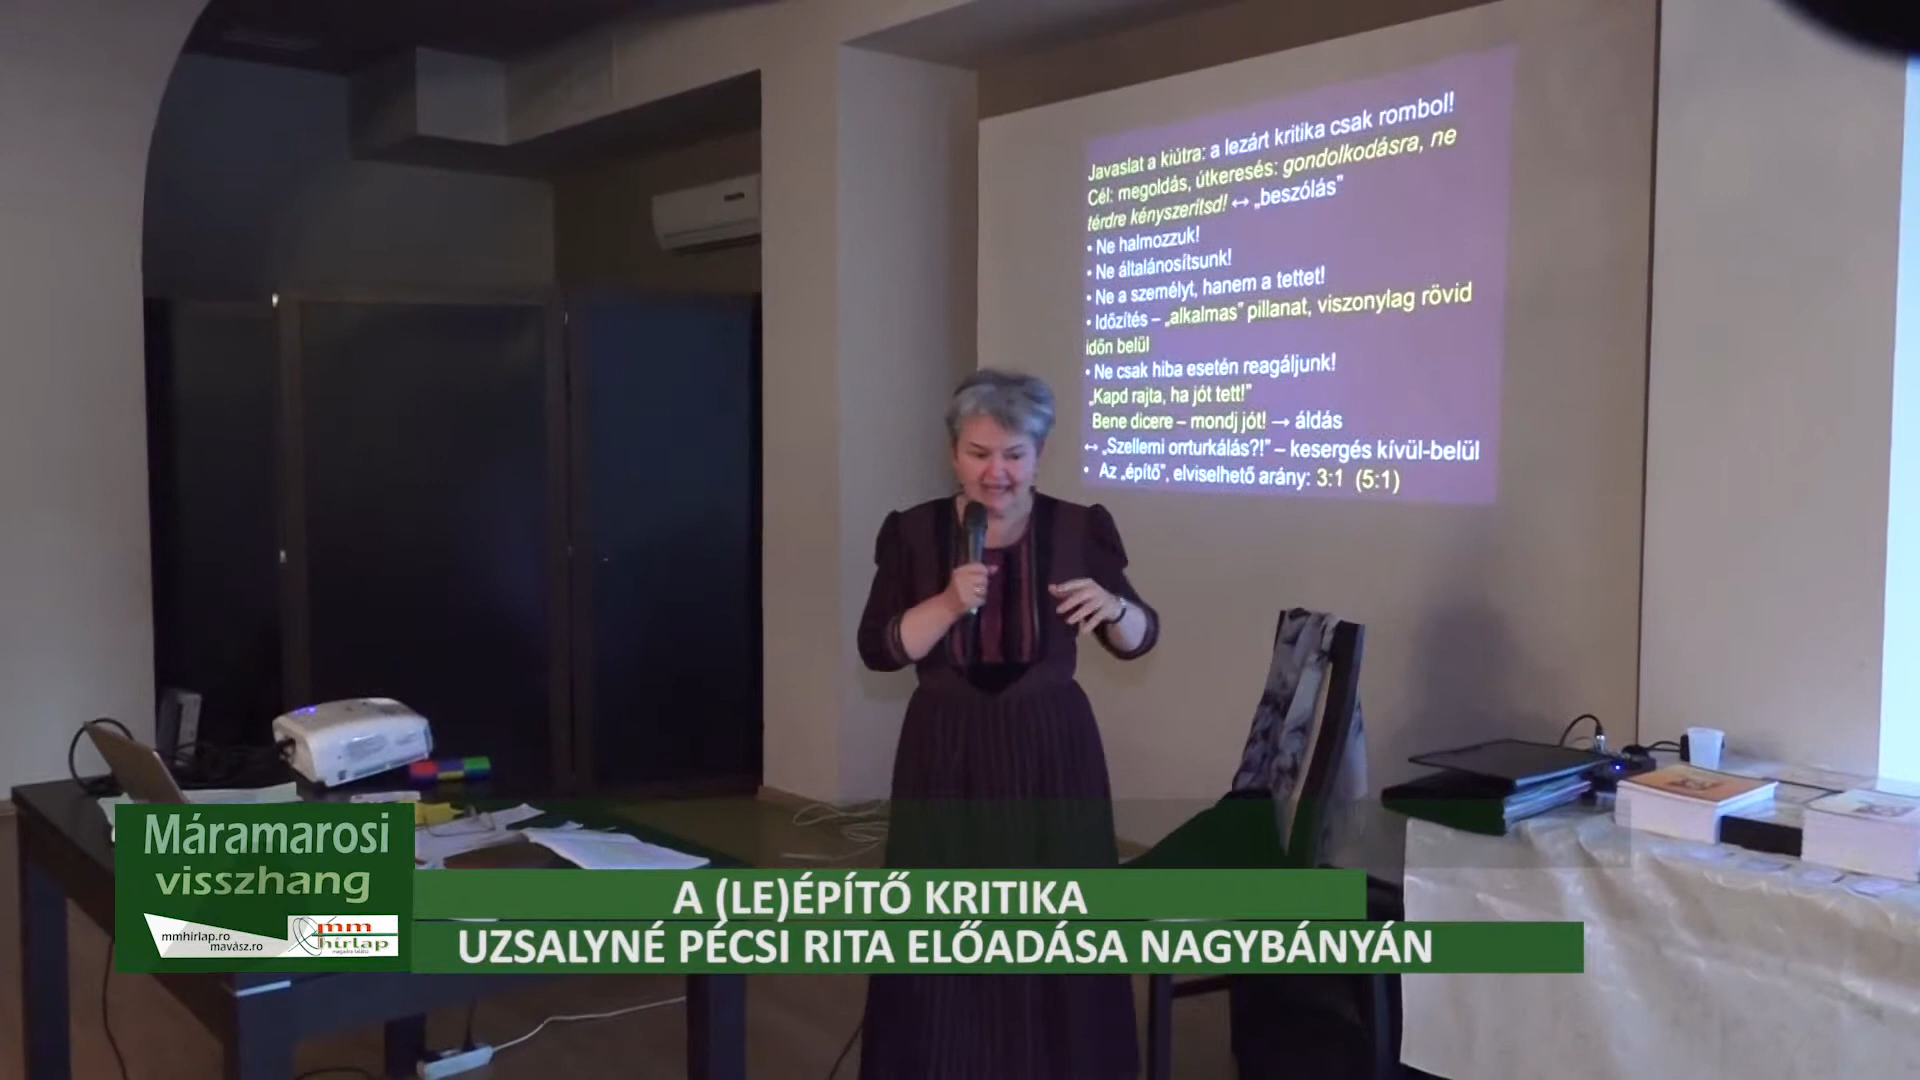 Javaslat a kiútra: a lezárt kritika csak rombol!
Cél: megoldás, útkeresés: gondolkodásra, ne
térdre kényszerítsd! ↔ „beszólás”
• Ne halmozzuk!
• Ne általánosítsunk!
• Ne a személyt, hanem a tettet!
• Időzítés – „alkalmas” pillanat, viszonylag rövid
időn belül
• Ne csak hiba esetén reagáljunk!
„Kapd rajta, ha jót tett!”
Bene dicere – mondj jót! → áldás
↔ „Szellemi orrturkálás?!” – kesergés kívül-belül
• Az „építő”, elviselhető arány: 3:1 (5:1)
Máramarosi
visszhang
mmhirlap.ro
mavász.ro
mm
hírlap
A (LE)ÉPÍTŐ KRITIKA
UZSALYNÉ PÉCSI RITA ELŐADÁSA NAGYBÁNYÁN